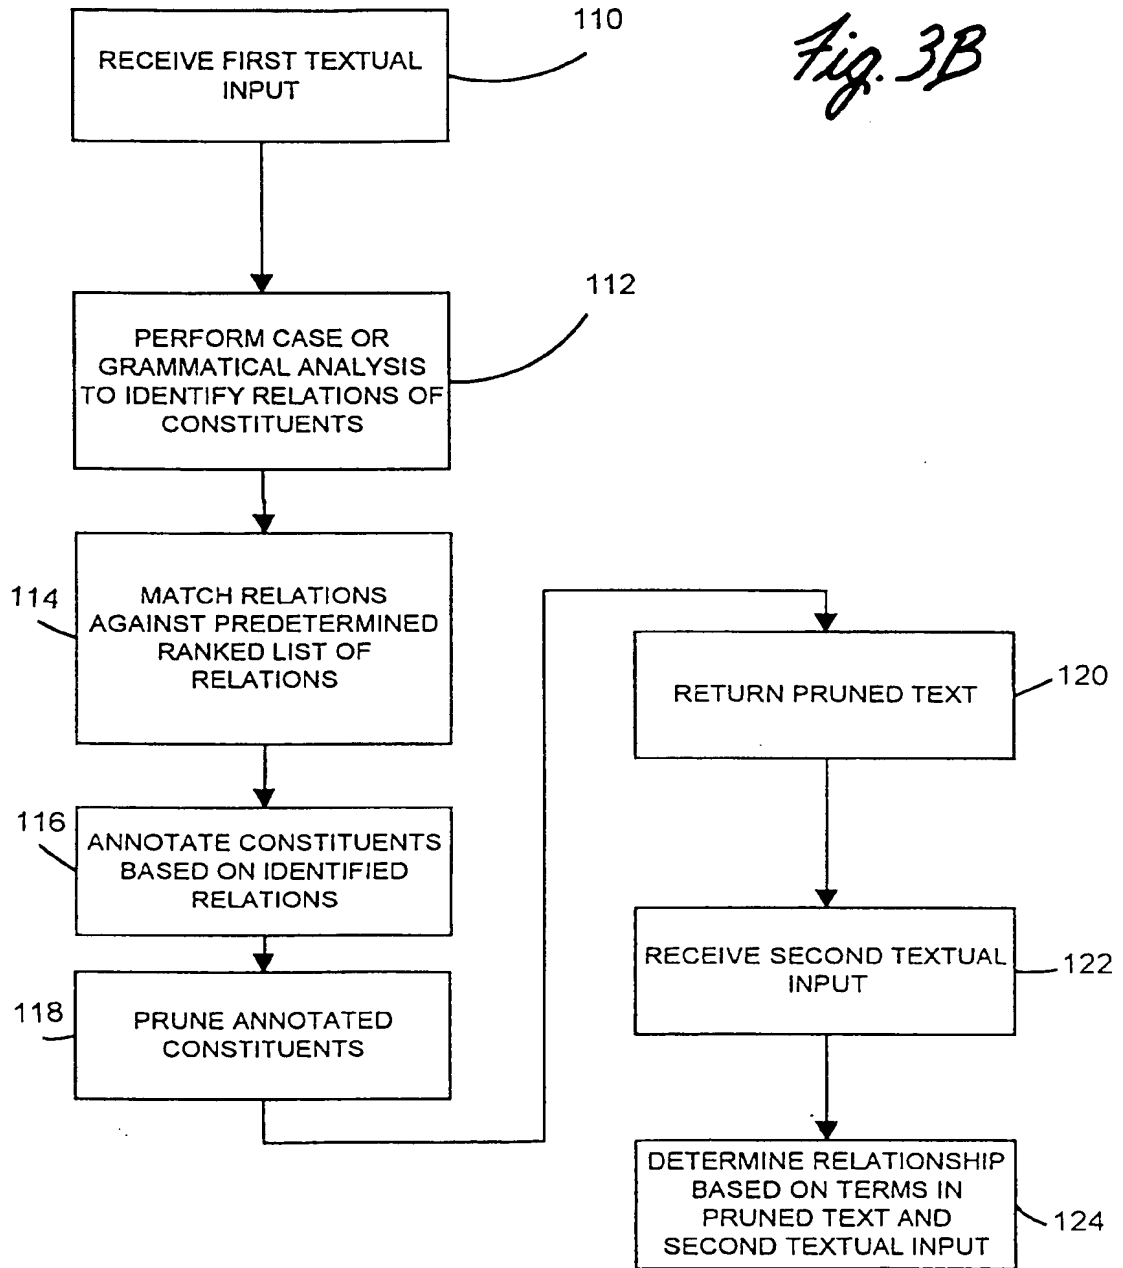 110
Fig. 3B
RECEIVE FIRST TEXTUAL
INPUT
112
PERFORM CASE OR
GRAMMATICAL ANALYSIS
TO IDENTIFY RELATIONS OF
CONSTITUENTS
114
MATCH RELATIONS
AGAINST PREDETERMINED
RANKED LIST OF
RELATIONS
116
ANNOTATE CONSTITUENTS
BASED ON IDENTIFIED
RELATIONS
118
PRUNE ANNOTATED
CONSTITUENTS
RETURN PRUNED TEXT
120
RECEIVE SECOND TEXTUAL
INPUT
122
DETERMINE RELATIONSHIP
BASED ON TERMS IN
PRUNED TEXT AND
SECOND TEXTUAL INPUT
124